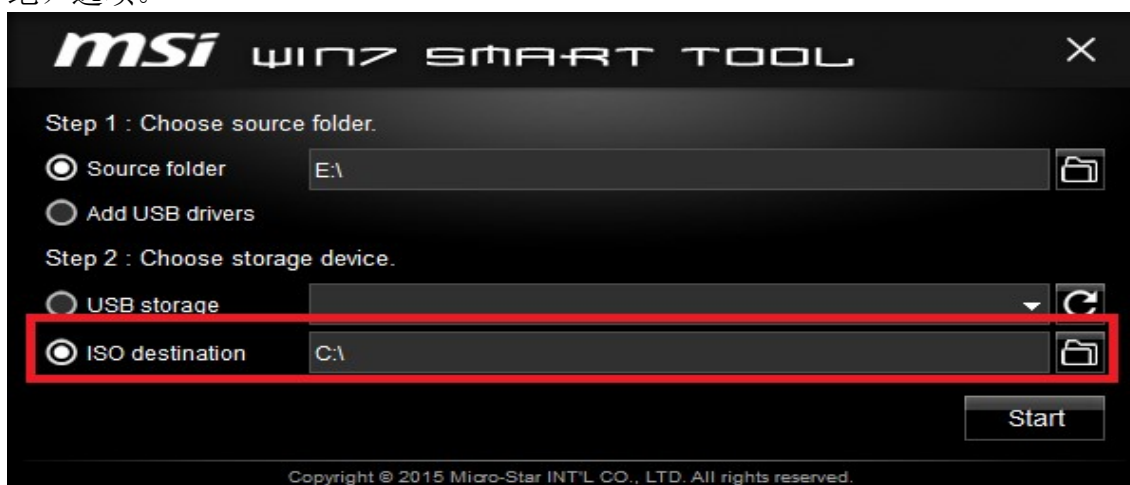 msi WIN7 SMART TOOL
Step 1 : Choose source folder.
Source folder E:\
Add USB drivers
Step 2 : Choose storage device.
USB storage
ISO destination C:\
Start
Copyright © 2015 Micro-Star INT'L CO., LTD. All rights reserved.